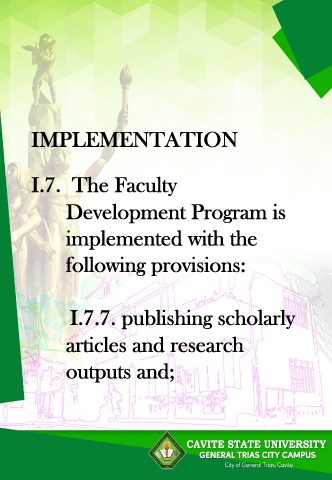 IMPLEMENTATION
I.7. The Faculty
Development Program is
implemented with the
following provisions:
I.7.7. publishing scholarly
articles and research
outputs and;
CAVITE STATE UNIVERSITY
GENERAL TRIAS CITY CAMPUS
City of General Trias, Cavite